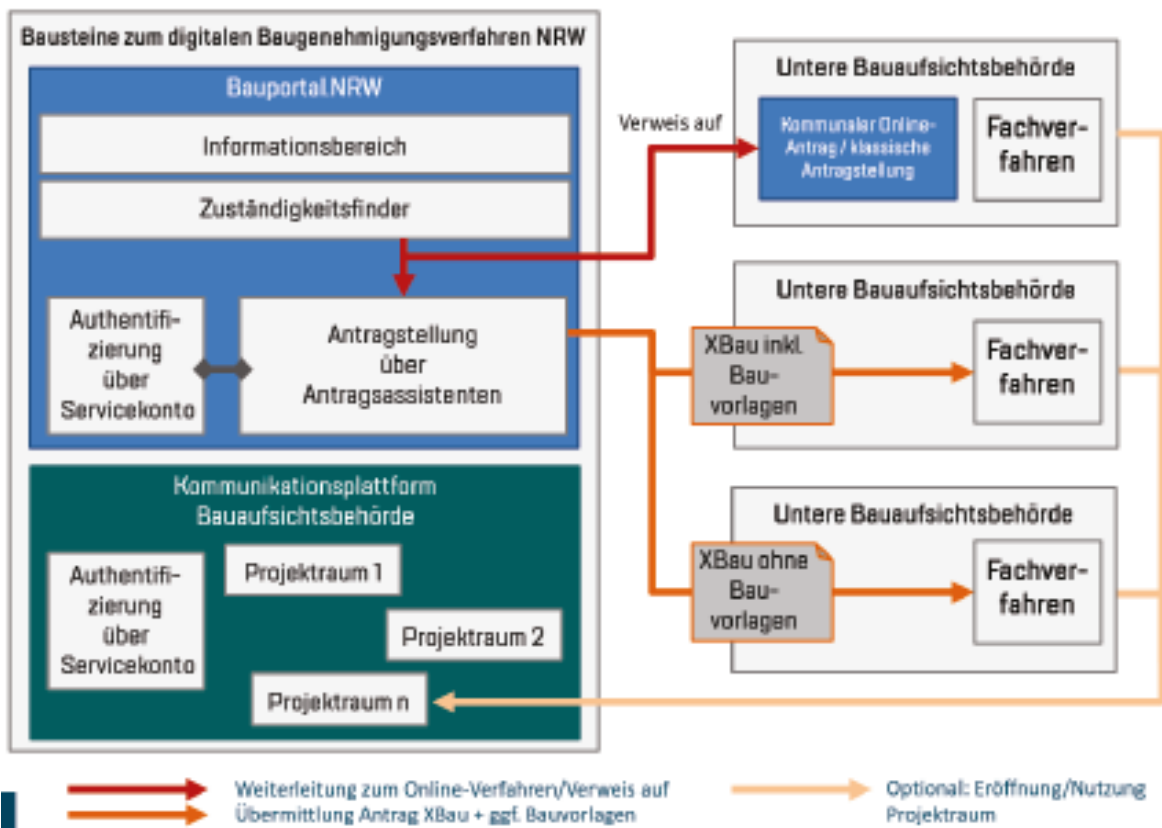 Bausteine zum digitalen Baugenehmigungsverfahren NRW
Bauportal.NRW
Informationsbereich
Zuständigkeitsfinder
Authentifi-
zierung
über
Servicekonto
Antragstellung
über
Antragsassistenten
Kommunikationsplattform
Bauaufsichtsbehörde
Authentifi-
zierung
über
Servicekonto
Projektraum 1
Projektraum 2
Projektraum n
Verweis auf
Untere Bauaufsichtsbehörde
Kommunaler Online-
Antrag / klassische
Antragstellung
Fachver-
fahren
Untere Bauaufsichtsbehörde
XBau inkl.
Bau-
vorlagen
Fachver-
fahren
Untere Bauaufsichtsbehörde
XBau ohne
Bau-
vorlagen
Fachver-
fahren
Weiterleitung zum Online-Verfahren/Verweis auf
Übermittlung Antrag XBau + ggf. Bauvorlagen
Optional: Eröffnung/Nutzung
Projektraum